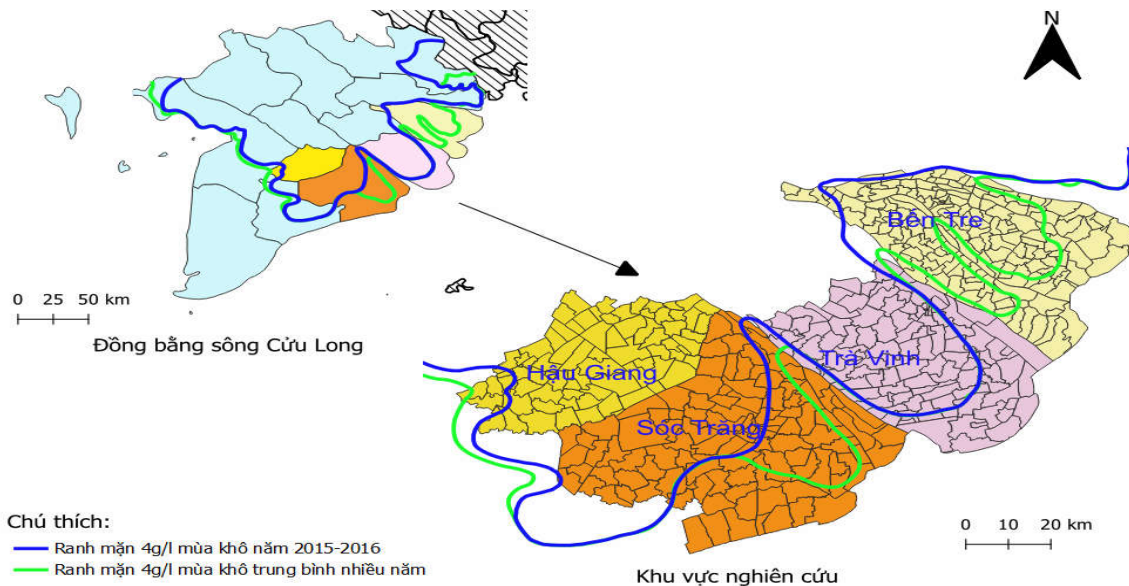 N
0 25 50 km
Đồng bằng sông Cửu Long
Bến Tre
Trà Vinh
Hậu Giang
Sóc Trăng
Chú thích:
Ranh mặn 4g/l mùa khô năm 2015-2016
Ranh mặn 4g/l mùa khô trung bình nhiều năm
0 10 20 km
Khu vực nghiên cứu